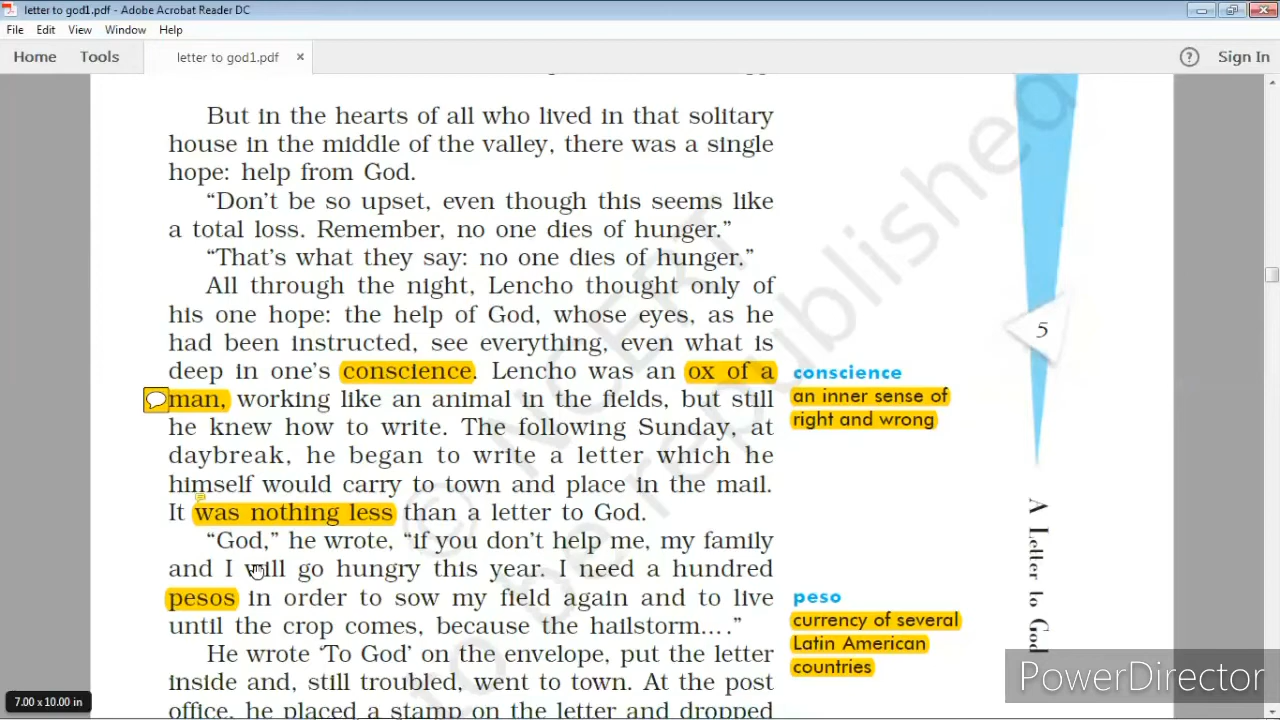 letter to god1.pdf - Adobe Acrobat Reader DC
File Edit View Window Help
Home Tools letter to god1.pdf × ? Sign In
But in the hearts of all who lived in that solitary
house in the middle of the valley, there was a single
hope: help from God.
“Don’t be so upset, even though this seems like
a total loss. Remember, no one dies of hunger.”
“That’s what they say: no one dies of hunger.”
All through the night, Lencho thought only of
his one hope: the help of God, whose eyes, as he
had been instructed, see everything, even what is
deep in one’s conscience. Lencho was an ox of a
man, working like an animal in the fields, but still
he knew how to write. The following Sunday, at
daybreak, he began to write a letter which he
himself would carry to town and place in the mail.
It was nothing less than a letter to God.
“God,” he wrote, “if you don’t help me, my family
and I will go hungry this year. I need a hundred
pesos in order to sow my field again and to live
until the crop comes, because the hailstorm....”
He wrote ‘To God’ on the envelope, put the letter
inside and, still troubled, went to town. At the post
office, he placed a stamp on the letter and dropped
conscience
an inner sense of
right and wrong
peso
currency of several
Latin American
countries
5
A Letter to God
© NCERT
to be republished
7.00 x 10.00 in
PowerDirector